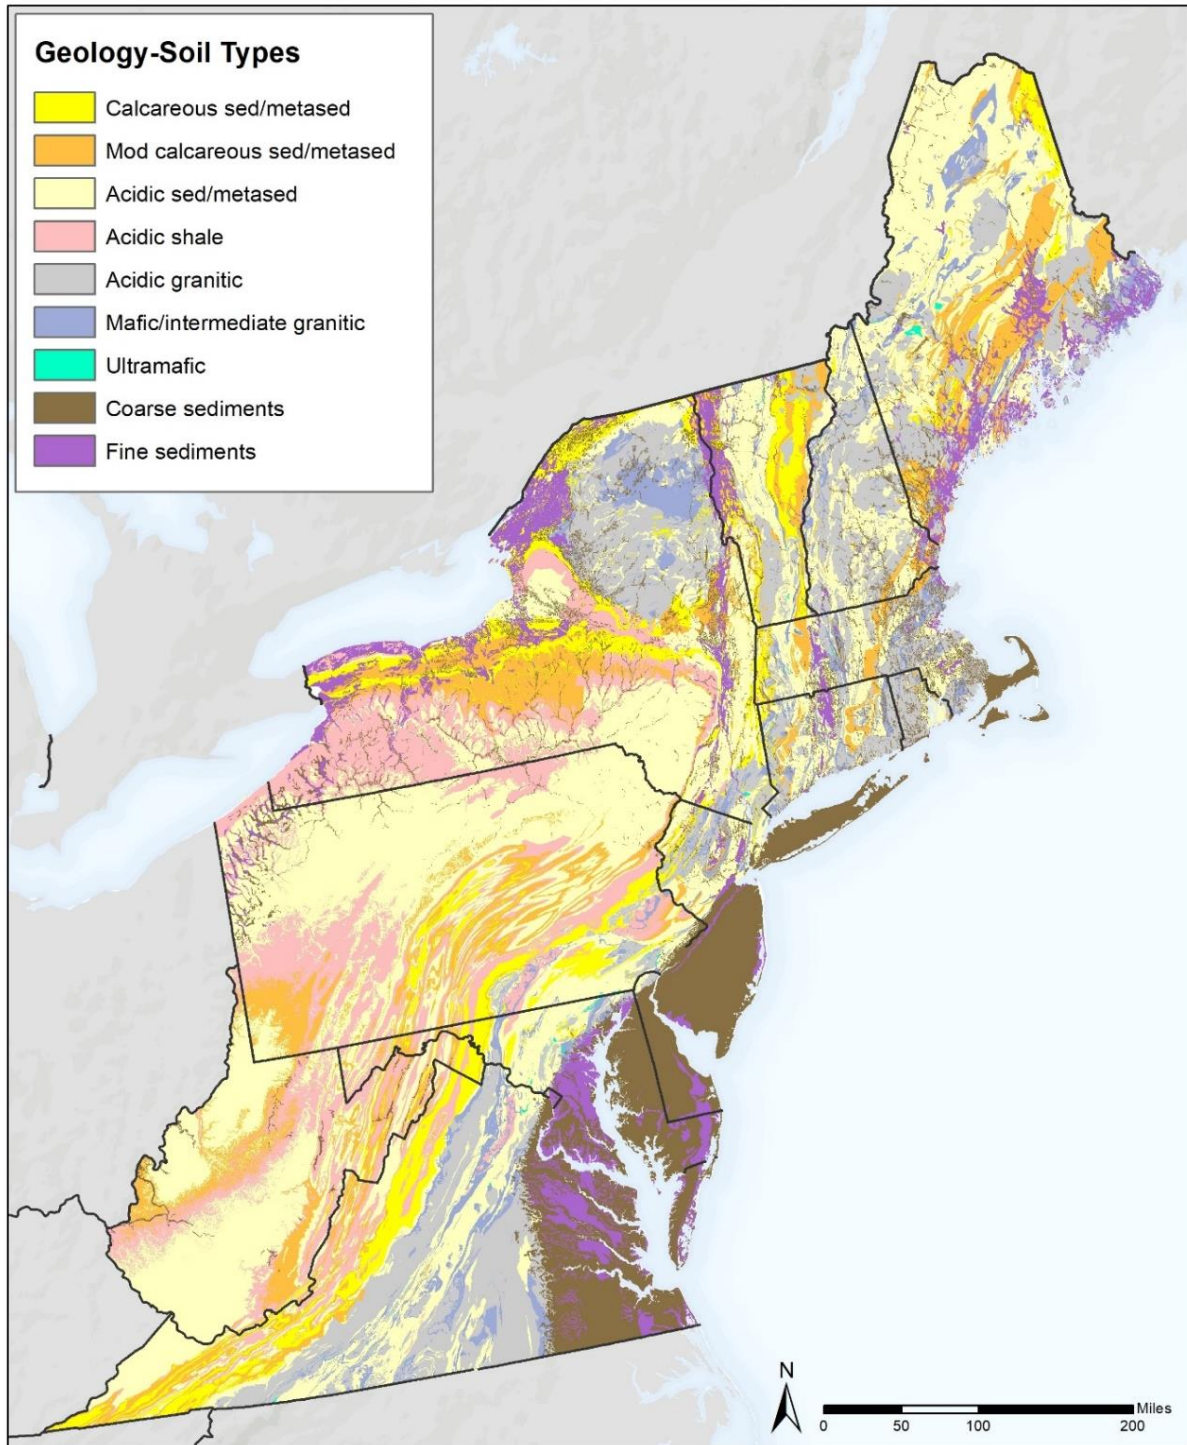 Geology-Soil Types
Calcareous sed/metased
Mod calcareous sed/metased
Acidic sed/metased
Acidic shale
Acidic granitic
Mafic/intermediate granitic
Ultramafic
Coarse sediments
Fine sediments
N
Miles
0 50 100 200